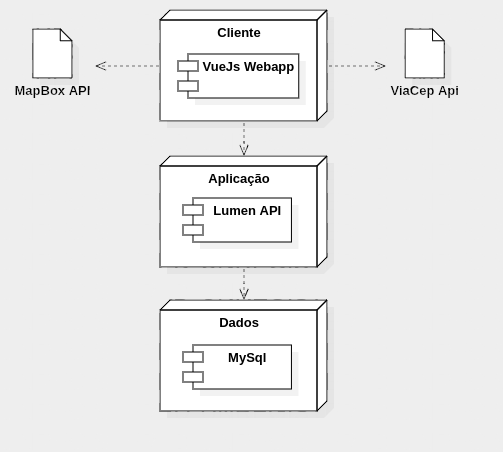 Cliente
VueJs Webapp
MapBox API
ViaCep Api
Aplicação
Lumen API
Dados
MySql